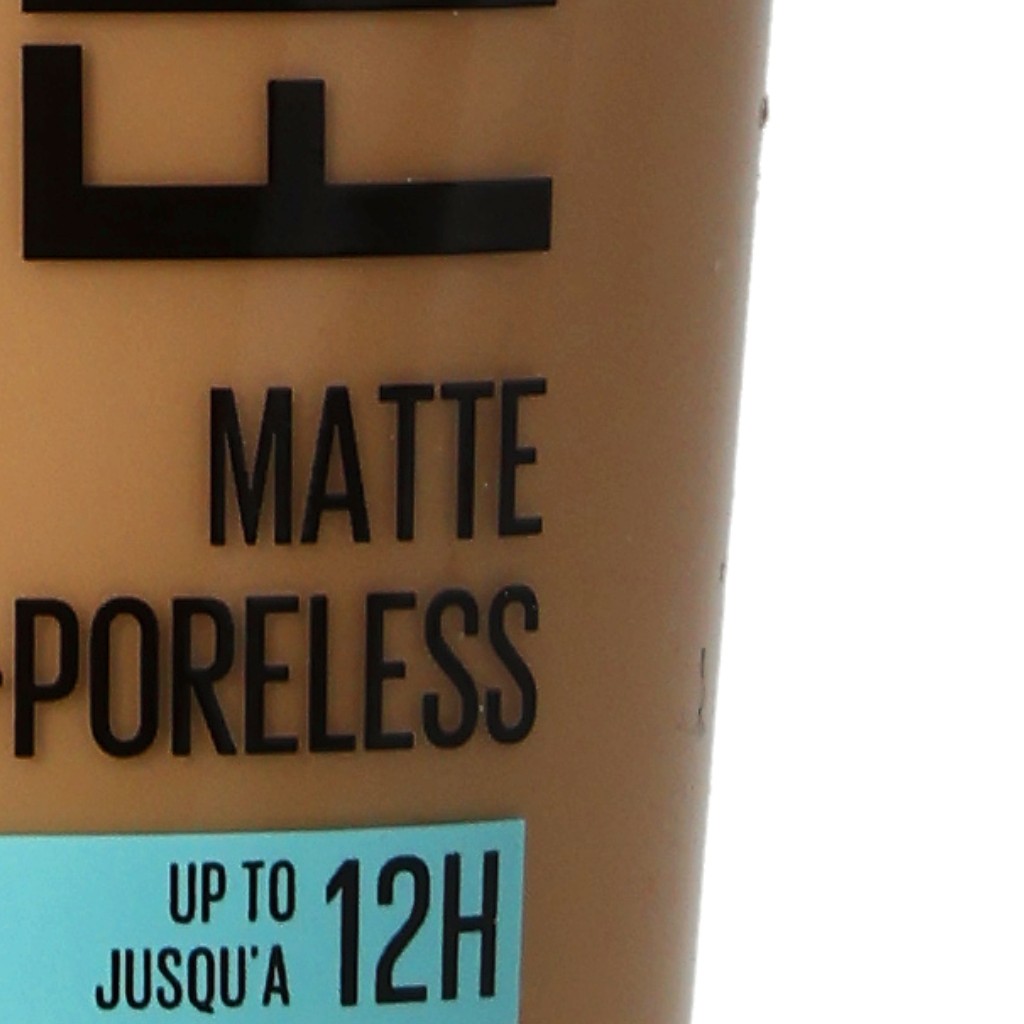 MATTE
PORELESS
UP TO 12H
JUSQU'A